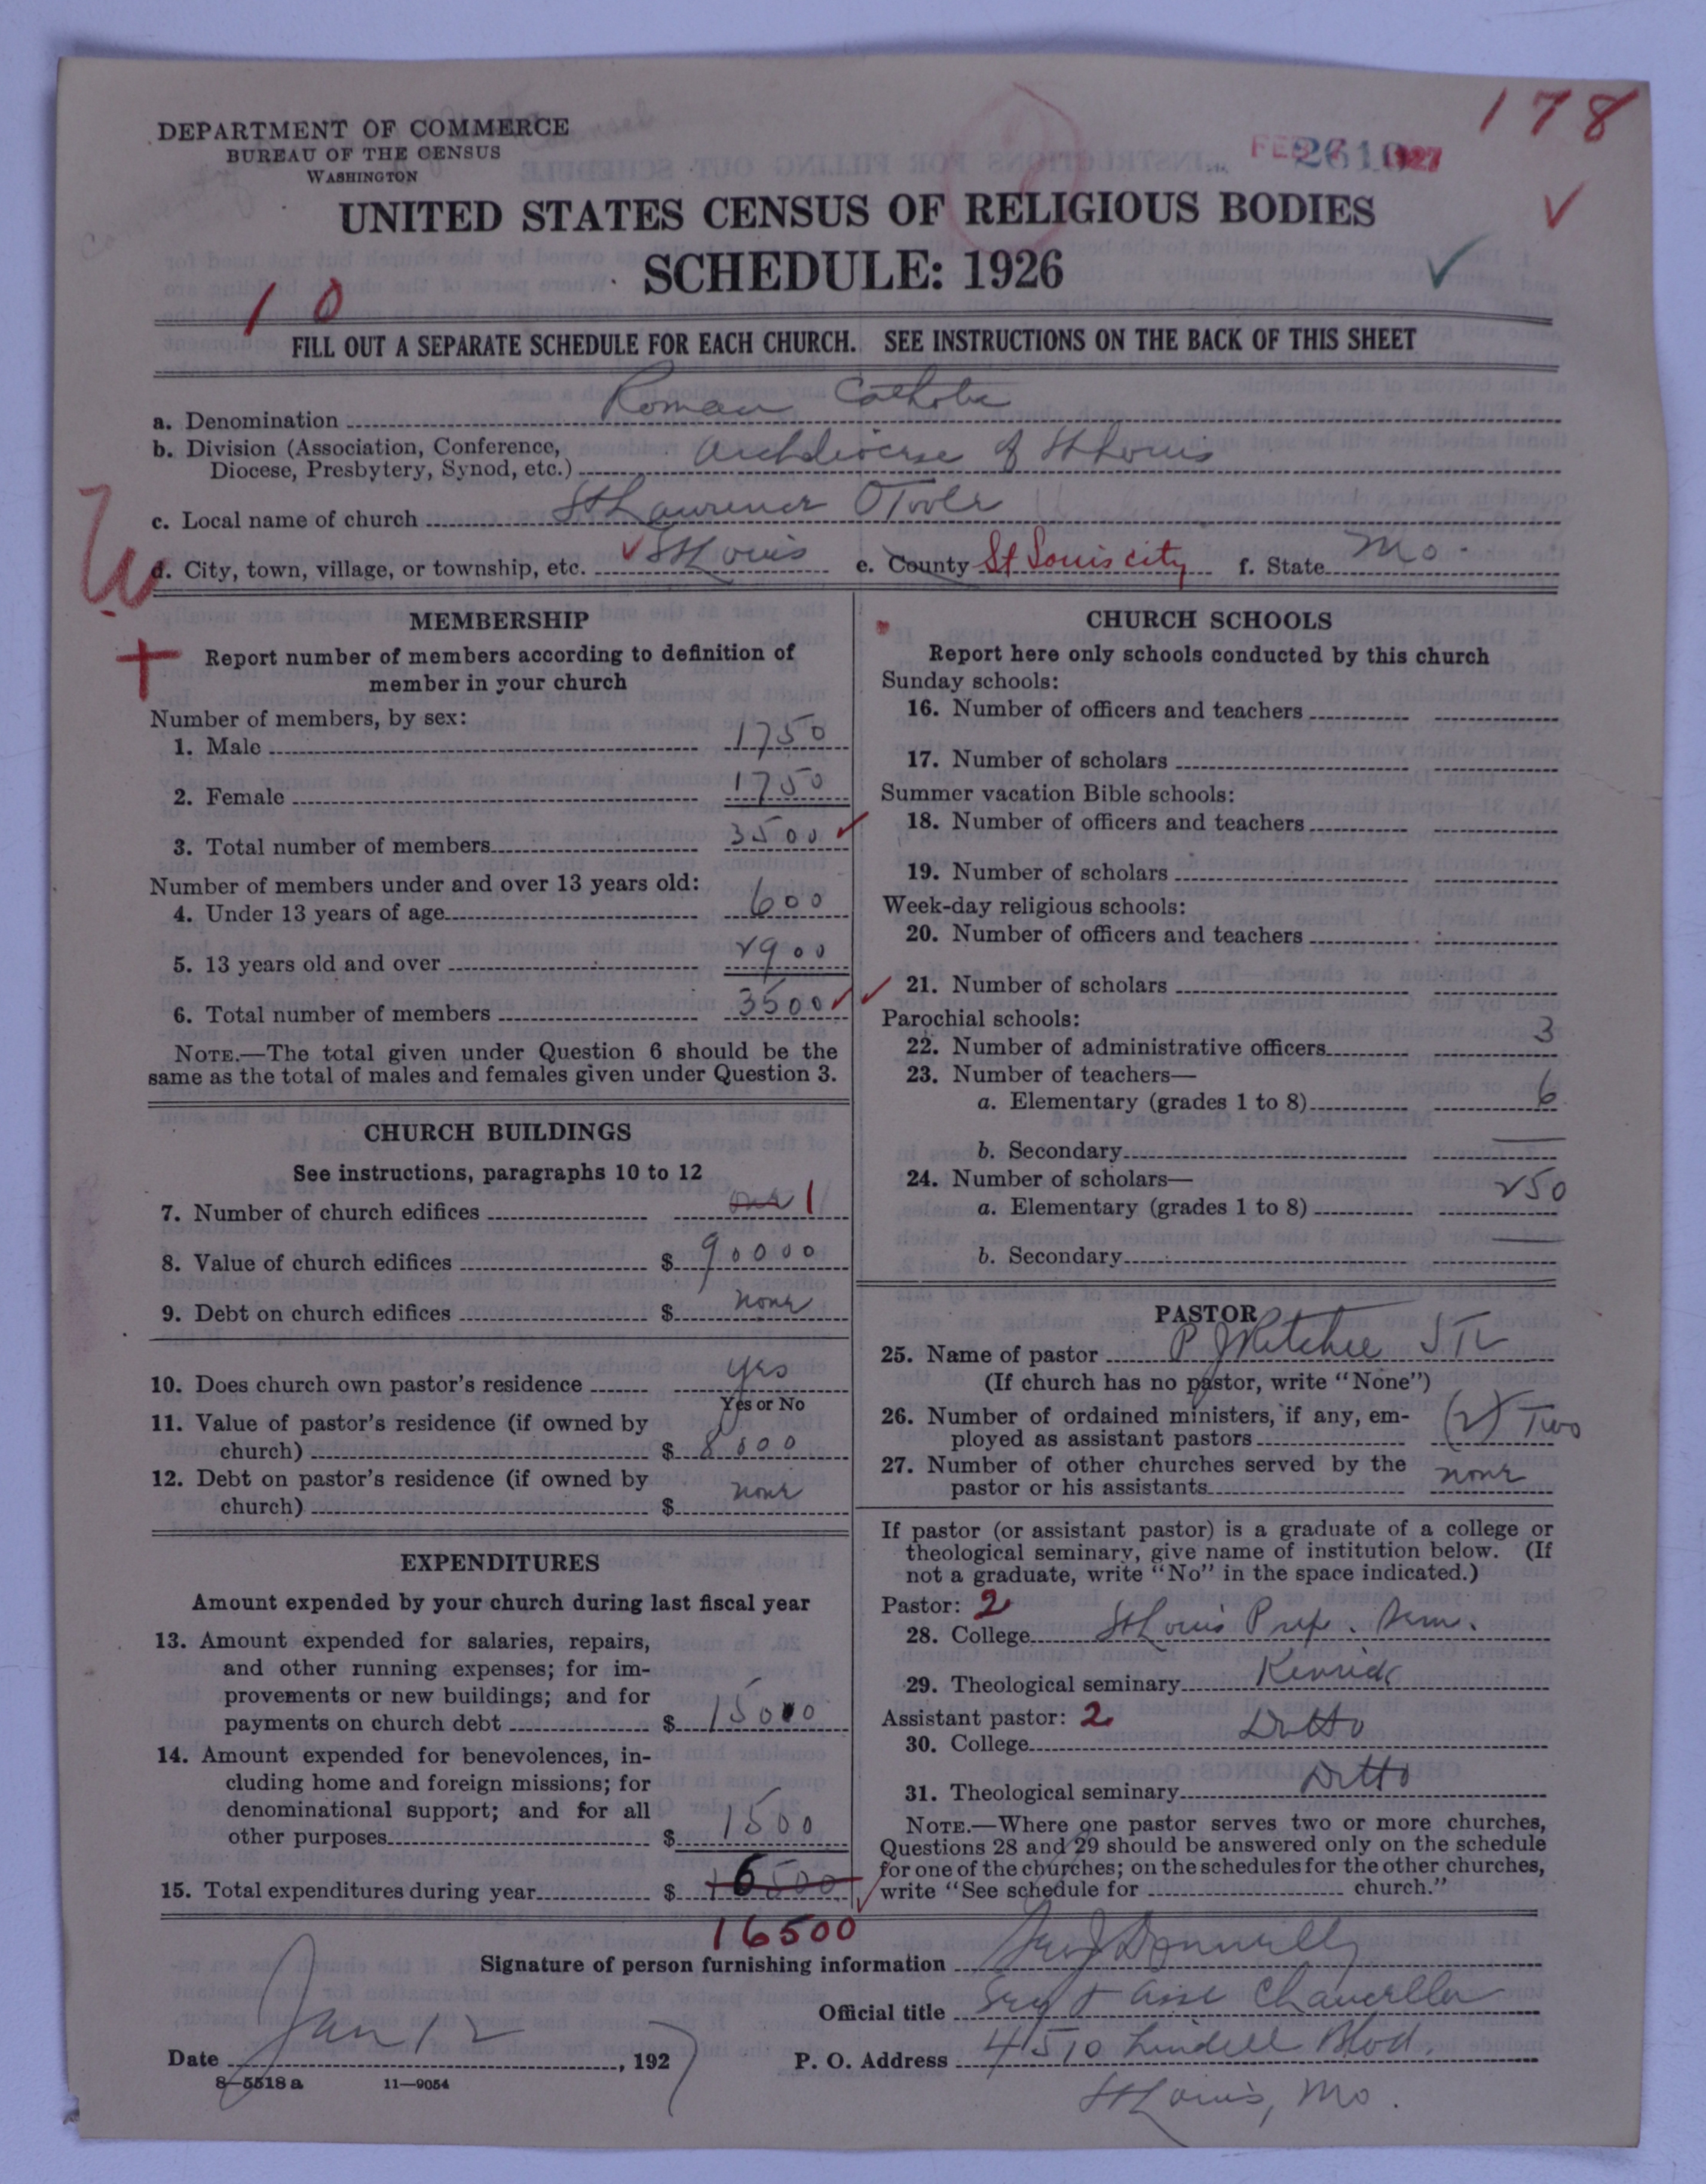 178
DEPARTMENT OF COMMERCE
BUREAU OF THE CENSUS
WASHINGTON
FEB 2610 1927
UNITED STATES CENSUS OF RELIGIOUS BODIES
SCHEDULE: 1926
10
FILL OUT A SEPARATE SCHEDULE FOR EACH CHURCH. SEE INSTRUCTIONS ON THE BACK OF THIS SHEET
a. Denomination Roman Catholic
b. Division (Association, Conference,
Diocese, Presbytery, Synod, etc.) Archdiocese of St Louis
c. Local name of church St Lawrence O'Toole
d. City, town, village, or township, etc. St Louis e. County St Louis city f. State Mo.
MEMBERSHIP
Report number of members according to definition of
member in your church
Number of members, by sex:
1. Male 1750
2. Female 1750
3. Total number of members 3500
Number of members under and over 13 years old:
4. Under 13 years of age 600
5. 13 years old and over 2900
6. Total number of members 3500
NOTE.—The total given under Question 6 should be the
same as the total of males and females given under Question 3.
CHURCH BUILDINGS
See instructions, paragraphs 10 to 12
7. Number of church edifices one 1
8. Value of church edifices $ 90000
9. Debt on church edifices $ none
10. Does church own pastor's residence yes
Yes or No
11. Value of pastor's residence (if owned by
church) $ 8000
12. Debt on pastor's residence (if owned by
church) $ none
EXPENDITURES
Amount expended by your church during last fiscal year
13. Amount expended for salaries, repairs,
and other running expenses; for im-
provements or new buildings; and for
payments on church debt $ 15000
14. Amount expended for benevolences, in-
cluding home and foreign missions; for
denominational support; and for all
other purposes $ 1500
15. Total expenditures during year $ 16500
16500
CHURCH SCHOOLS
Report here only schools conducted by this church
Sunday schools:
16. Number of officers and teachers
17. Number of scholars
Summer vacation Bible schools:
18. Number of officers and teachers
19. Number of scholars
Week-day religious schools:
20. Number of officers and teachers
21. Number of scholars
Parochial schools:
22. Number of administrative officers 3
23. Number of teachers—
a. Elementary (grades 1 to 8) 6
b. Secondary
24. Number of scholars—
a. Elementary (grades 1 to 8) 250
b. Secondary
PASTOR
25. Name of pastor P J
(If church has no pastor, write "None")
26. Number of ordained ministers, if any, em-
ployed as assistant pastors (2) Two
27. Number of other churches served by the
pastor or his assistants none
If pastor (or assistant pastor) is a graduate of a college or
theological seminary, give name of institution below. (If
not a graduate, write "No" in the space indicated.)
Pastor: 2
28. College St Louis Prep. Sem.
29. Theological seminary Kenrick
Assistant pastor: 2
30. College Ditto
31. Theological seminary Ditto
NOTE.—Where one pastor serves two or more churches,
Questions 28 and 29 should be answered only on the schedule
for one of the churches; on the schedules for the other churches,
write "See schedule for church."
Signature of person furnishing information Geo J Donnelly
Official title Secy & asst Chancellor
Date Jan 12, 1927 P. O. Address 4510 Lindell Blvd.
8—5518a 11—9054
St Louis, Mo.